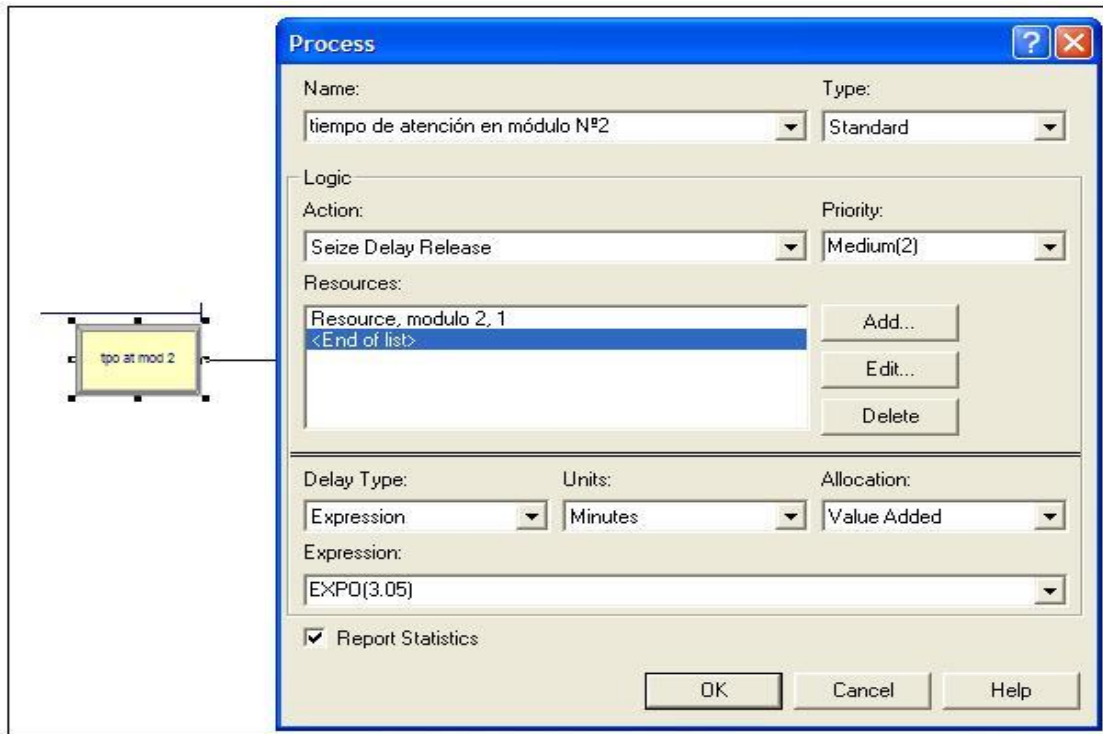 Process
Name:
Type:
tiempo de atención en módulo Nº2
Standard
Logic
Action:
Priority:
Seize Delay Release
Medium(2)
Resources:
Resource, modulo 2, 1
<End of list>
Add...
Edit...
Delete
tpo at mod 2
Delay Type:
Units:
Allocation:
Expression
Minutes
Value Added
Expression:
EXPO(3.05)
Report Statistics
OK
Cancel
Help